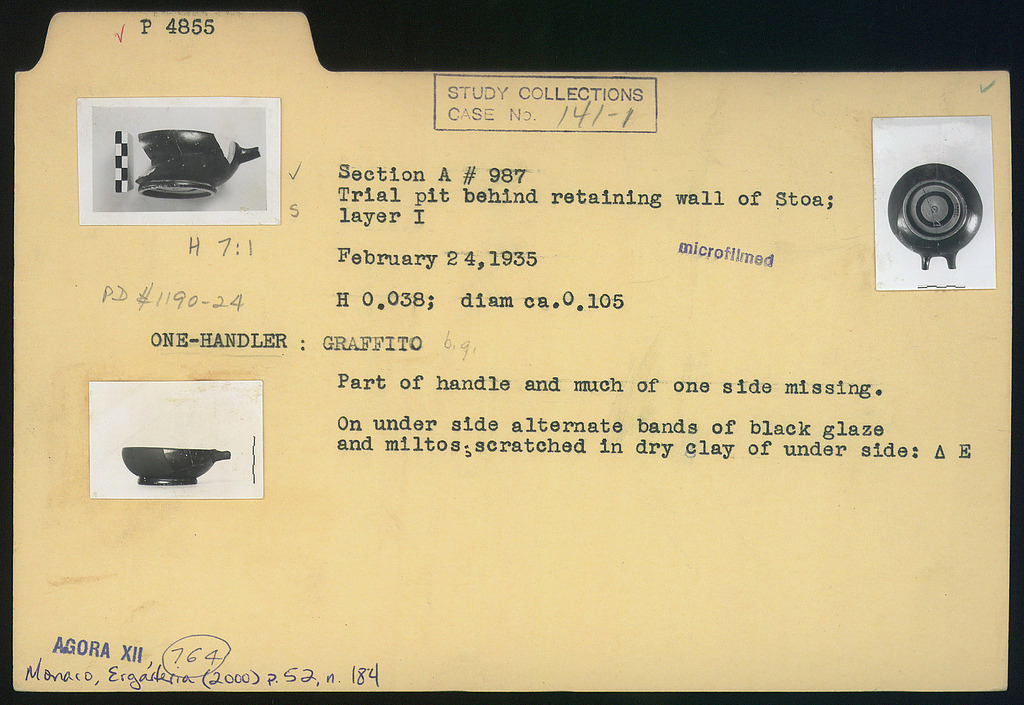 √ P 4855
STUDY COLLECTIONS
CASE No. 141-1
Section A # 987
Trial pit behind retaining wall of Stoa;
layer I
S
H 7:1
February 24,1935
microfilmed
PD #1190-24
H 0.038; diam ca.0.105
ONE-HANDLER : GRAFFITO b.g.
Part of handle and much of one side missing.
On under side alternate bands of black glaze
and miltos;scratched in dry clay of under side: Δ E
AGORA XII, 764
Monaco, Ergasteria (2000) p. 52, n. 184